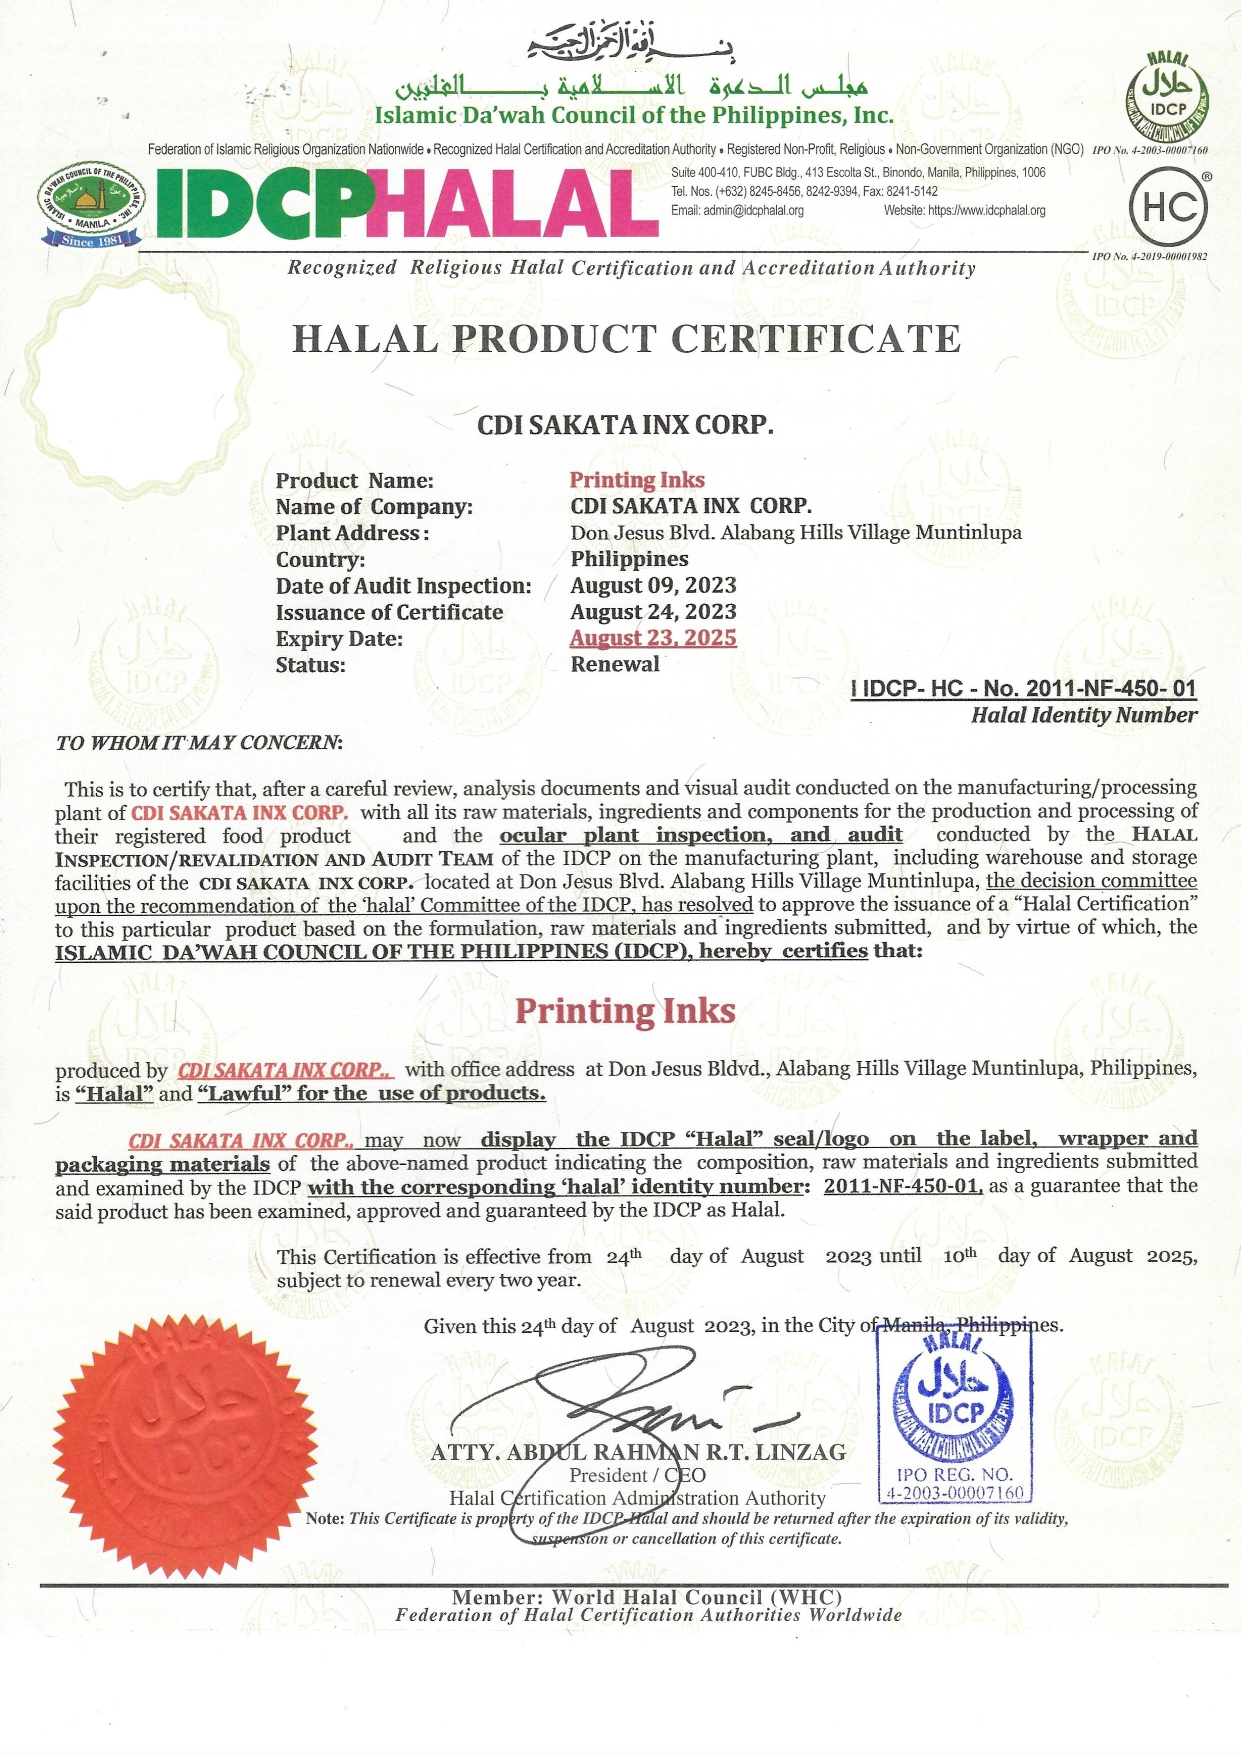 بسم الله الرحمن الرحيم
مجلس الدعوة الاسلامية بالفلبين
Islamic Da'wah Council of the Philippines, Inc.
HALAL
حلال
IDCP
ISLAMIC DA'WAH COUNCIL OF THE PHILIPPINES
Federation of Islamic Religious Organization Nationwide • Recognized Halal Certification and Accreditation Authority • Registered Non-Profit, Religious • Non-Government Organization (NGO)
IPO No. 4-2003-00007160
ISLAMIC DA'WAH COUNCIL OF THE PHILIPPINES, INC.
• MANILA •
Since 1981
IDCPHALAL
Suite 400-410, FUBC Bldg., 413 Escolta St., Binondo, Manila, Philippines, 1006
Tel. Nos. (+632) 8245-8456, 8242-9394, Fax: 8241-5142
Email: admin@idcphalal.org Website: https://www.idcphalal.org
HC®
IPO No. 4-2019-00001982
Recognized Religious Halal Certification and Accreditation Authority
HALAL PRODUCT CERTIFICATE
CDI SAKATA INX CORP.
Product Name: Printing Inks
Name of Company: CDI SAKATA INX CORP.
Plant Address: Don Jesus Blvd. Alabang Hills Village Muntinlupa
Country: Philippines
Date of Audit Inspection: August 09, 2023
Issuance of Certificate August 24, 2023
Expiry Date: August 23, 2025
Status: Renewal
I IDCP- HC - No. 2011-NF-450- 01
Halal Identity Number
TO WHOM IT MAY CONCERN:
This is to certify that, after a careful review, analysis documents and visual audit conducted on the manufacturing/processing
plant of CDI SAKATA INX CORP. with all its raw materials, ingredients and components for the production and processing of
their registered food product and the ocular plant inspection, and audit conducted by the HALAL
INSPECTION/REVALIDATION AND AUDIT TEAM of the IDCP on the manufacturing plant, including warehouse and storage
facilities of the CDI SAKATA INX CORP. located at Don Jesus Blvd. Alabang Hills Village Muntinlupa, the decision committee
upon the recommendation of the 'halal' Committee of the IDCP, has resolved to approve the issuance of a "Halal Certification"
to this particular product based on the formulation, raw materials and ingredients submitted, and by virtue of which, the
ISLAMIC DA'WAH COUNCIL OF THE PHILIPPINES (IDCP), hereby certifies that:
Printing Inks
produced by CDI SAKATA INX CORP., with office address at Don Jesus Bldvd., Alabang Hills Village Muntinlupa, Philippines,
is "Halal" and "Lawful" for the use of products.
CDI SAKATA INX CORP., may now display the IDCP "Halal" seal/logo on the label, wrapper and
packaging materials of the above-named product indicating the composition, raw materials and ingredients submitted
and examined by the IDCP with the corresponding 'halal' identity number: 2011-NF-450-01, as a guarantee that the
said product has been examined, approved and guaranteed by the IDCP as Halal.
This Certification is effective from 24th day of August 2023 until 10th day of August 2025,
subject to renewal every two year.
Given this 24th day of August 2023, in the City of Manila, Philippines.
HALAL
حلال
IDCP
ISLAMIC DA'WAH COUNCIL OF THE PHIL
IPO REG. NO.
4-2003-00007160
ATTY. ABDUL RAHMAN R.T. LINZAG
President / CEO
Halal Certification Administration Authority
Note: This Certificate is property of the IDCP-Halal and should be returned after the expiration of its validity,
suspension or cancellation of this certificate.
Member: World Halal Council (WHC)
Federation of Halal Certification Authorities Worldwide